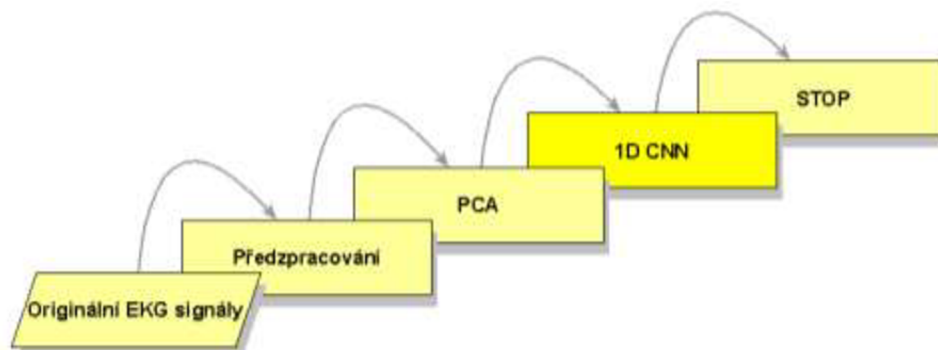 Originální EKG signály
Předzpracování
PCA
1D CNN
STOP